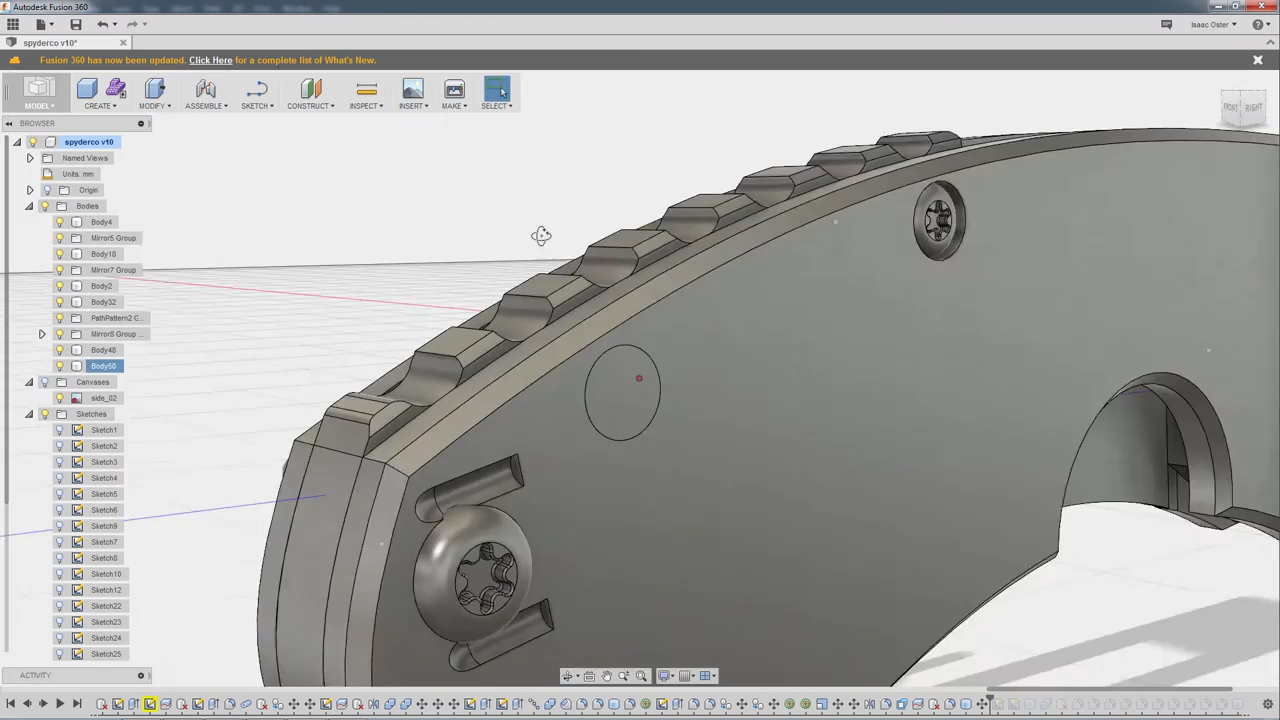 Autodesk Fusion 360
Isaac Oster
spyderco v10*
Fusion 360 has now been updated. Click Here for a complete list of What's New.
MODEL CREATE MODIFY ASSEMBLE SKETCH CONSTRUCT INSPECT INSERT MAKE SELECT
FRONT RIGHT
BROWSER
spyderco v10
Named Views
Units: mm
Origin
Bodies
Body4
Mirror5 Group
Body18
Mirror7 Group
Body2
Body32
PathPattern2 C...
Mirror8 Group ...
Body48
Body50
Canvases
side_02
Sketches
Sketch1
Sketch2
Sketch3
Sketch4
Sketch5
Sketch6
Sketch9
Sketch7
Sketch8
Sketch10
Sketch12
Sketch22
Sketch23
Sketch24
Sketch25
ACTIVITY